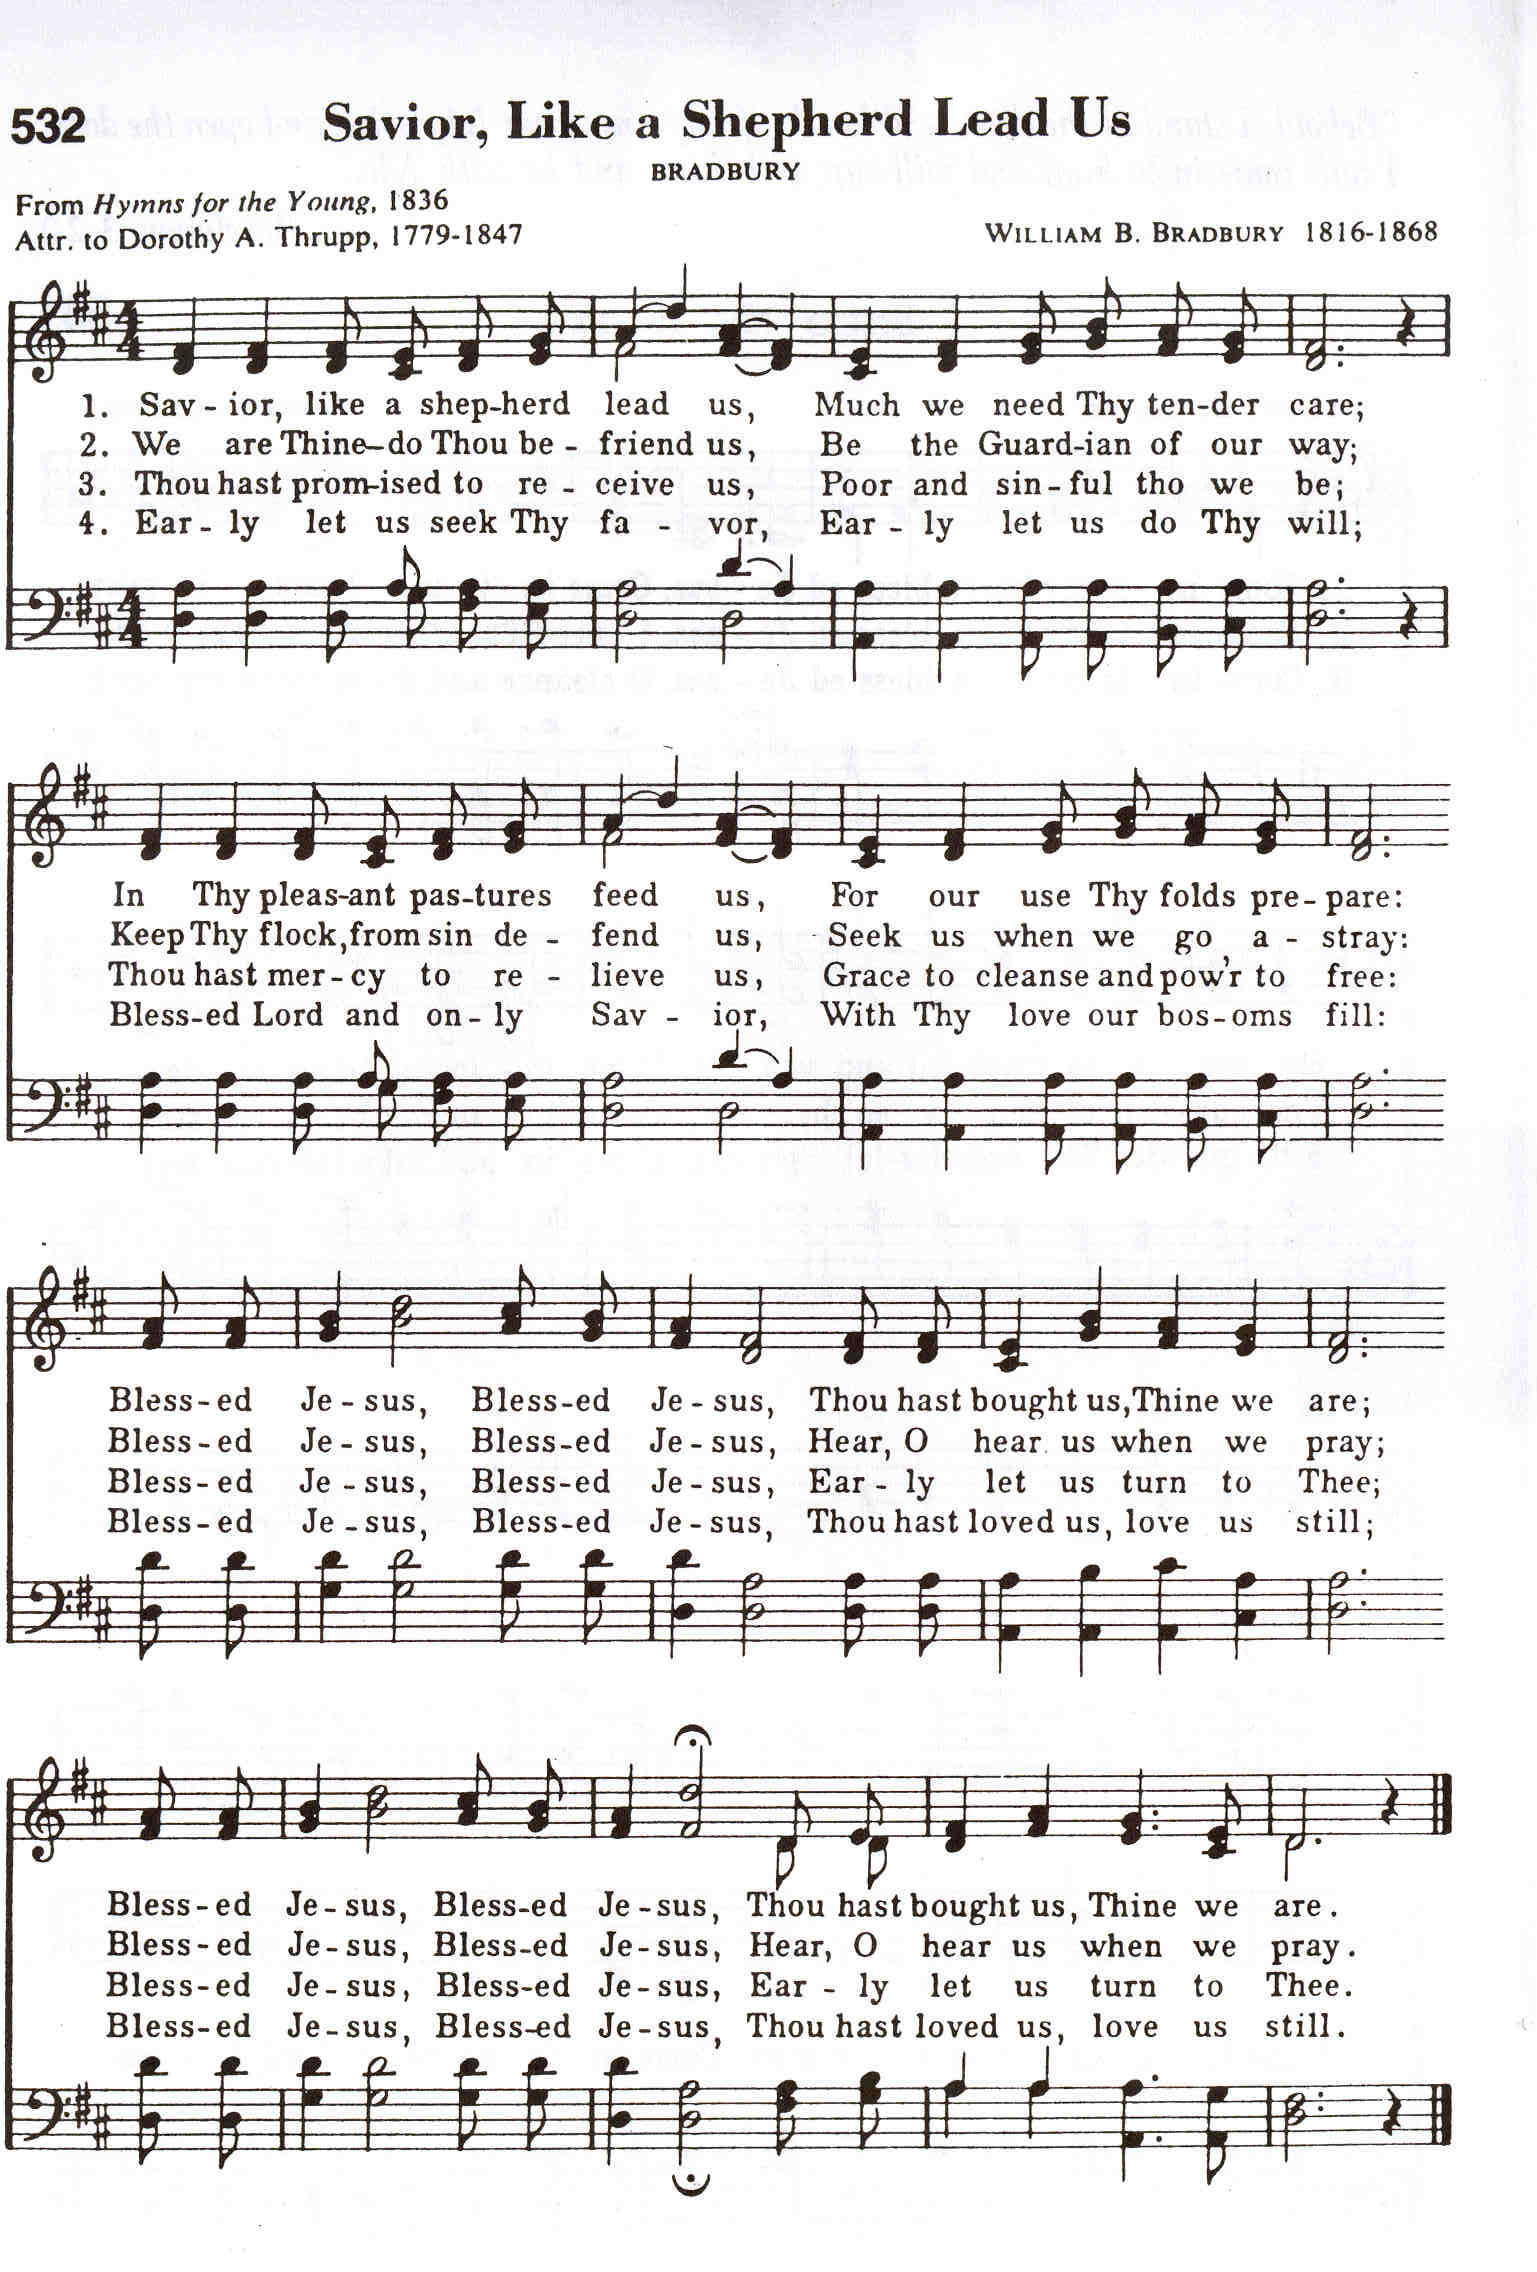 532 Savior, Like a Shepherd Lead Us
BRADBURY
From Hymns for the Young, 1836
Attr. to Dorothy A. Thrupp, 1779-1847 WILLIAM B. BRADBURY 1816-1868
1. Sav - ior, like a shep-herd lead us, Much we need Thy ten-der care;
2. We are Thine—do Thou be - friend us, Be the Guard-ian of our way;
3. Thou hast prom-ised to re - ceive us, Poor and sin - ful tho we be;
4. Ear - ly let us seek Thy fa - vor, Ear - ly let us do Thy will;
In Thy pleas-ant pas-tures feed us, For our use Thy folds pre - pare:
Keep Thy flock, from sin de - fend us, Seek us when we go a - stray:
Thou hast mer - cy to re - lieve us, Grace to cleanse and pow'r to free:
Bless-ed Lord and on - ly Sav - ior, With Thy love our bos-oms fill:
Bless - ed Je - sus, Bless-ed Je - sus, Thou hast bought us, Thine we are;
Bless - ed Je - sus, Bless-ed Je - sus, Hear, O hear us when we pray;
Bless - ed Je - sus, Bless-ed Je - sus, Ear - ly let us turn to Thee;
Bless - ed Je - sus, Bless-ed Je - sus, Thou hast loved us, love us still;
Bless - ed Je - sus, Bless-ed Je - sus, Thou hast bought us, Thine we are.
Bless - ed Je - sus, Bless-ed Je - sus, Hear, O hear us when we pray.
Bless - ed Je - sus, Bless-ed Je - sus, Ear - ly let us turn to Thee.
Bless - ed Je - sus, Bless-ed Je - sus, Thou hast loved us, love us still.